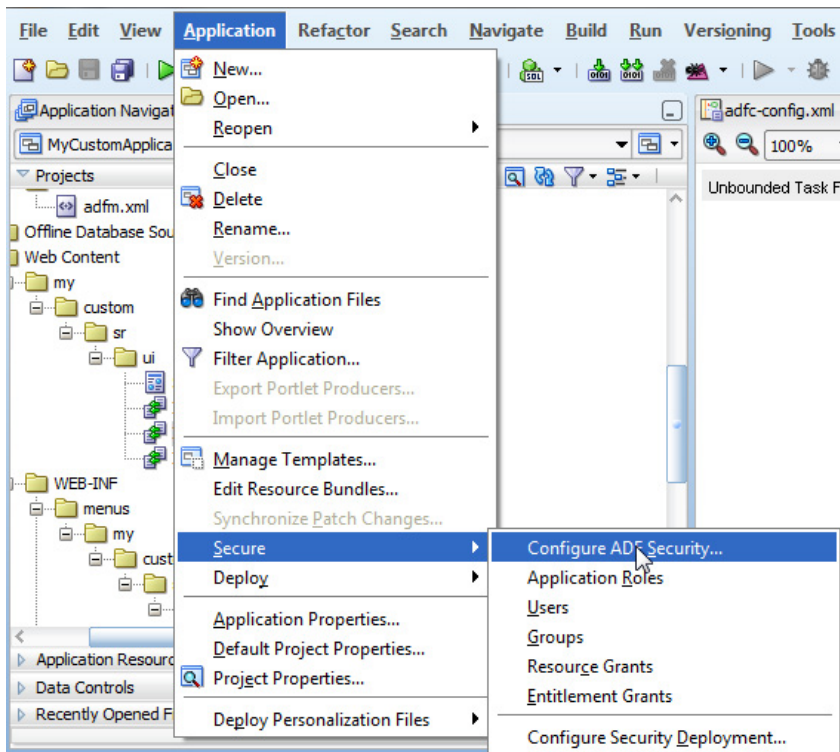 File Edit View Application Refactor Search Navigate Build Run Versioning Tools
New...
Open...
Reopen
Close
Delete
Rename...
Version...
Find Application Files
Show Overview
Filter Application...
Export Portlet Producers...
Import Portlet Producers...
Manage Templates...
Edit Resource Bundles...
Synchronize Patch Changes...
Secure
Deploy
Application Properties...
Default Project Properties...
Project Properties...
Deploy Personalization Files
Configure ADF Security...
Application Roles
Users
Groups
Resource Grants
Entitlement Grants
Configure Security Deployment...
Application Navigat
MyCustomApplica
Projects
adfm.xml
Offline Database Sou
Web Content
my
custom
sr
ui
WEB-INF
menus
my
cust
Application Resourc
Data Controls
Recently Opened F
adfc-config.xml
100%
Unbounded Task F